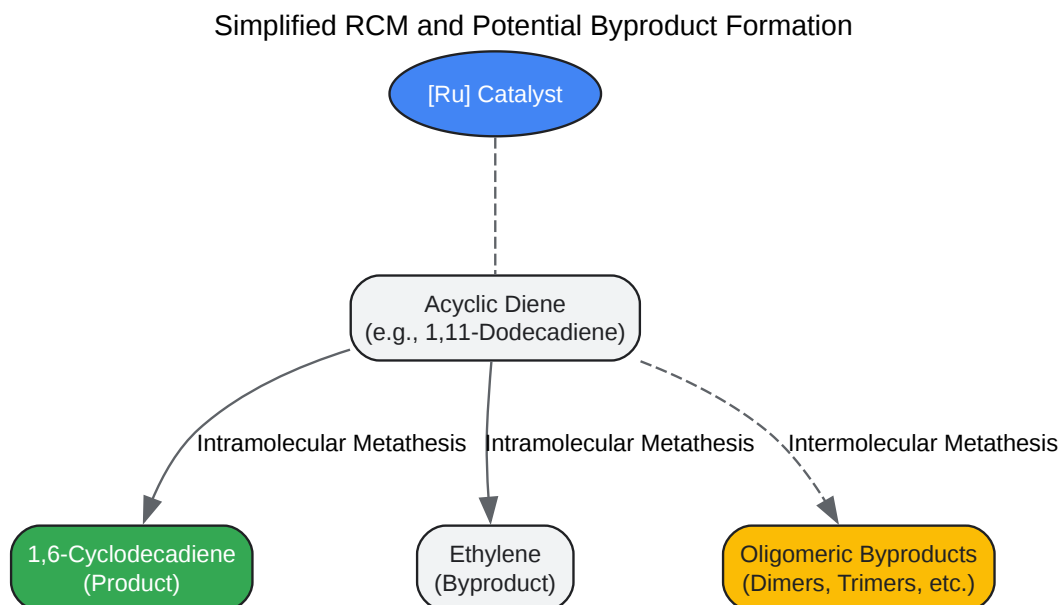 Simplified RCM and Potential Byproduct Formation
[Ru] Catalyst
Acyclic Diene
(e.g., 1,11-Dodecadiene)
Intramolecular Metathesis
Intramolecular Metathesis
Intermolecular Metathesis
1,6-Cyclodecadiene
(Product)
Ethylene
(Byproduct)
Oligomeric Byproducts
(Dimers, Trimers, etc.)